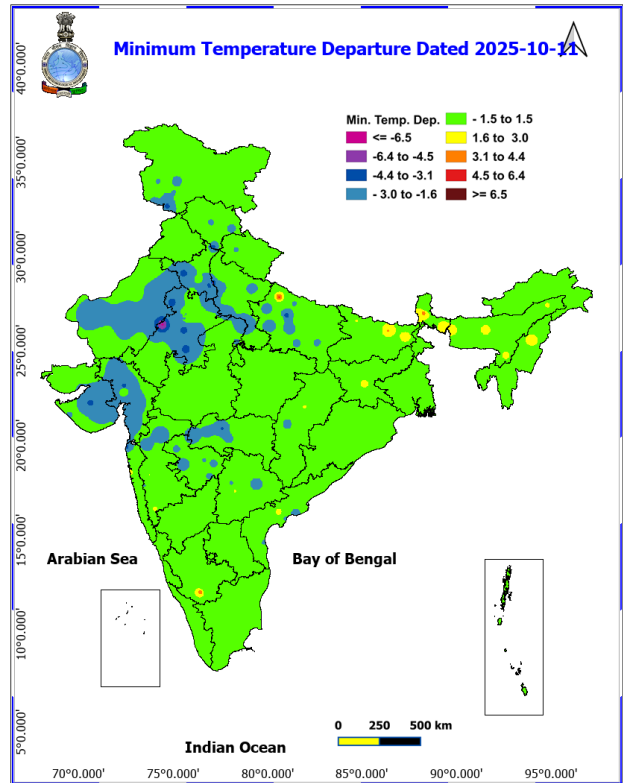 Minimum Temperature Departure Dated 2025-10-11
Min. Temp. Dep.
<= -6.5
-6.4 to -4.5
-4.4 to -3.1
- 3.0 to -1.6
- 1.5 to 1.5
1.6 to 3.0
3.1 to 4.4
4.5 to 6.4
>= 6.5
40°0.000'
35°0.000'
30°0.000'
25°0.000'
20°0.000'
15°0.000'
10°0.000'
5°0.000'
Arabian Sea
Bay of Bengal
0 250 500 km
Indian Ocean
70°0.000' 75°0.000' 80°0.000' 85°0.000' 90°0.000' 95°0.000'